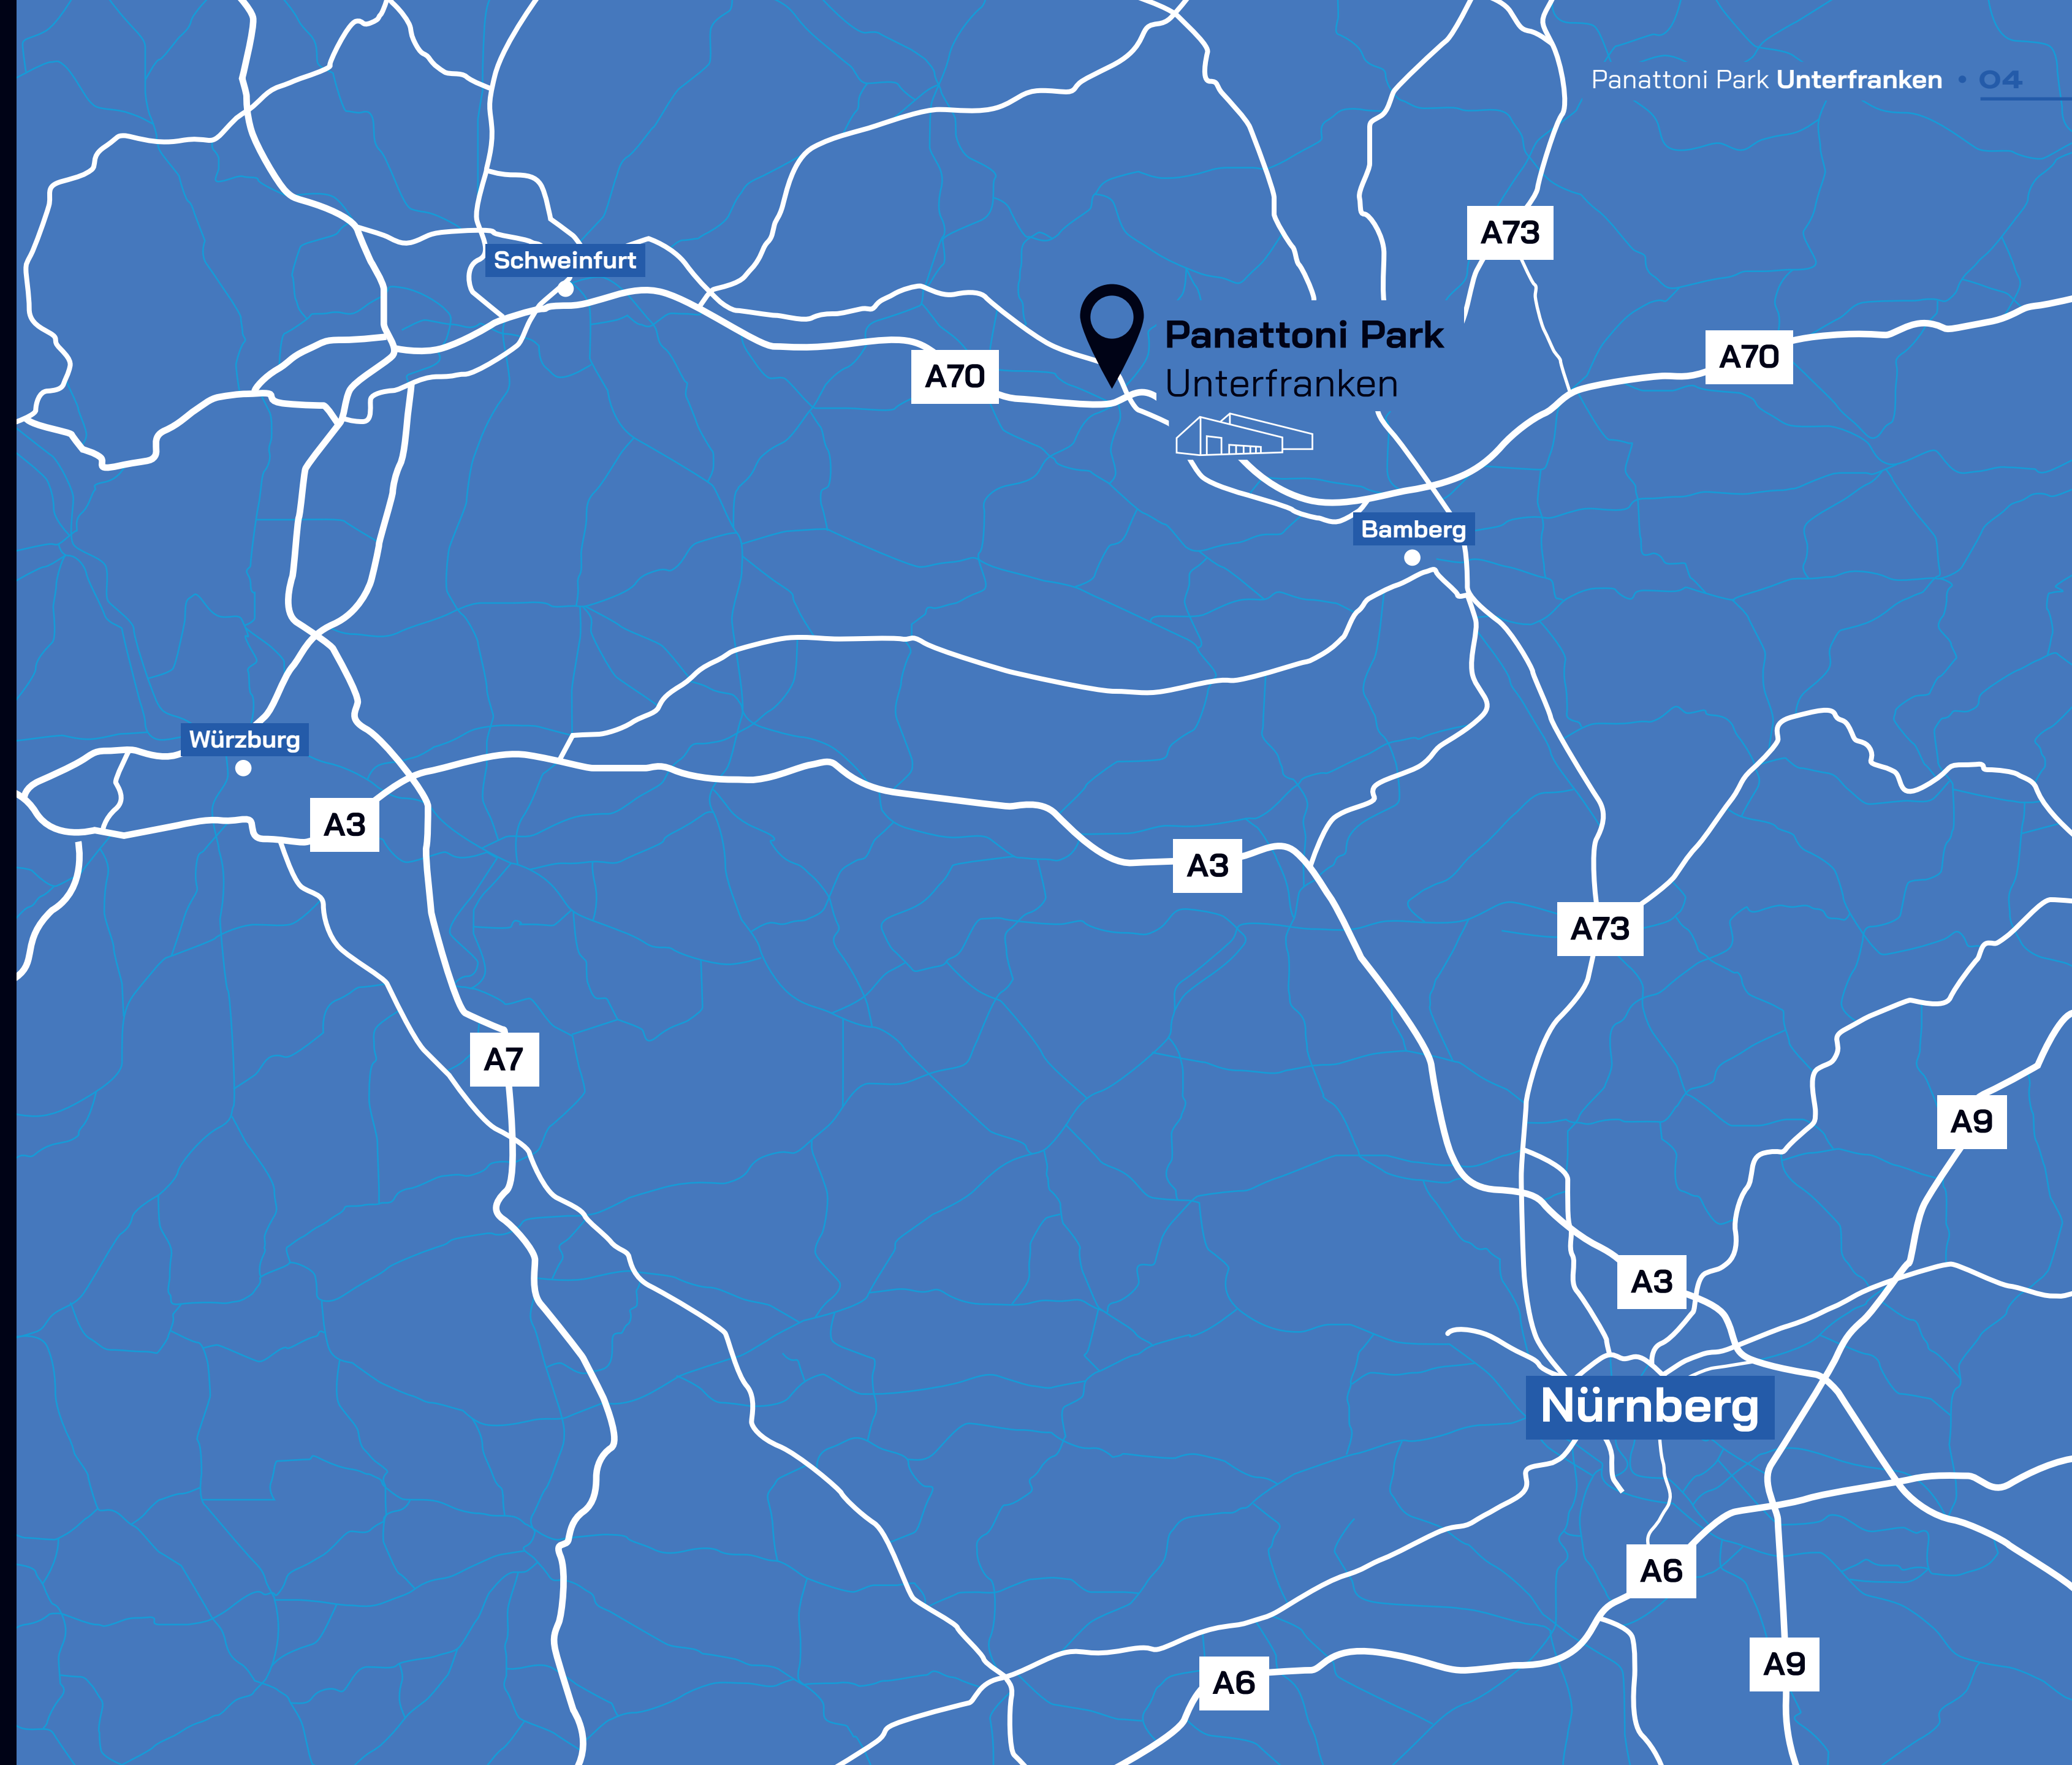 Panattoni Park Unterfranken • 04
A73
Schweinfurt
Panattoni Park
Unterfranken
A70
A70
Bamberg
Würzburg
A3
A3
A73
A7
A9
A3
Nürnberg
A6
A9
A6